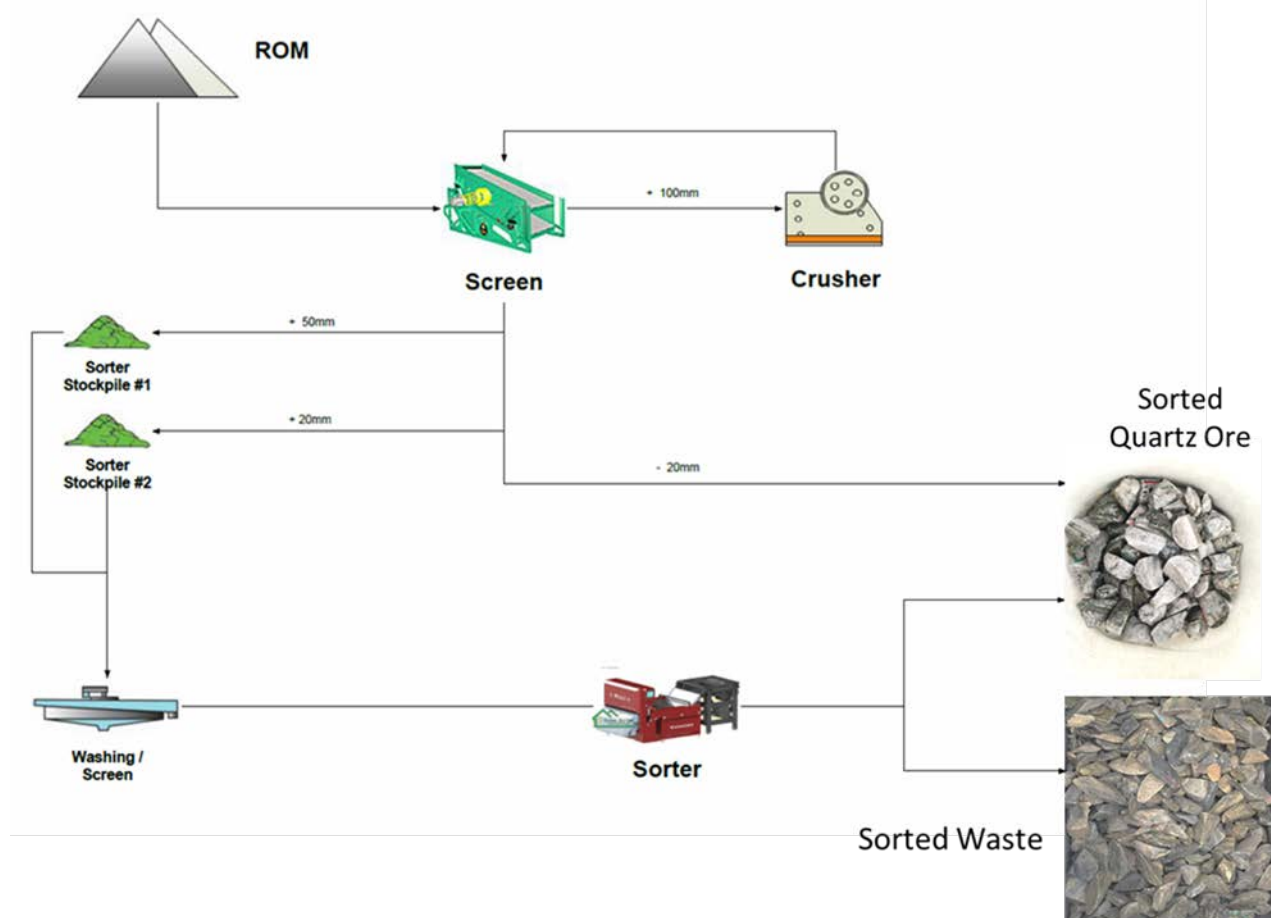 ROM
+ 100mm
Screen
Crusher
+ 50mm
Sorter
Stockpile #1
+ 20mm
Sorter
Stockpile #2
- 20mm
Sorted
Quartz Ore
Washing /
Screen
Sorter
Sorted Waste